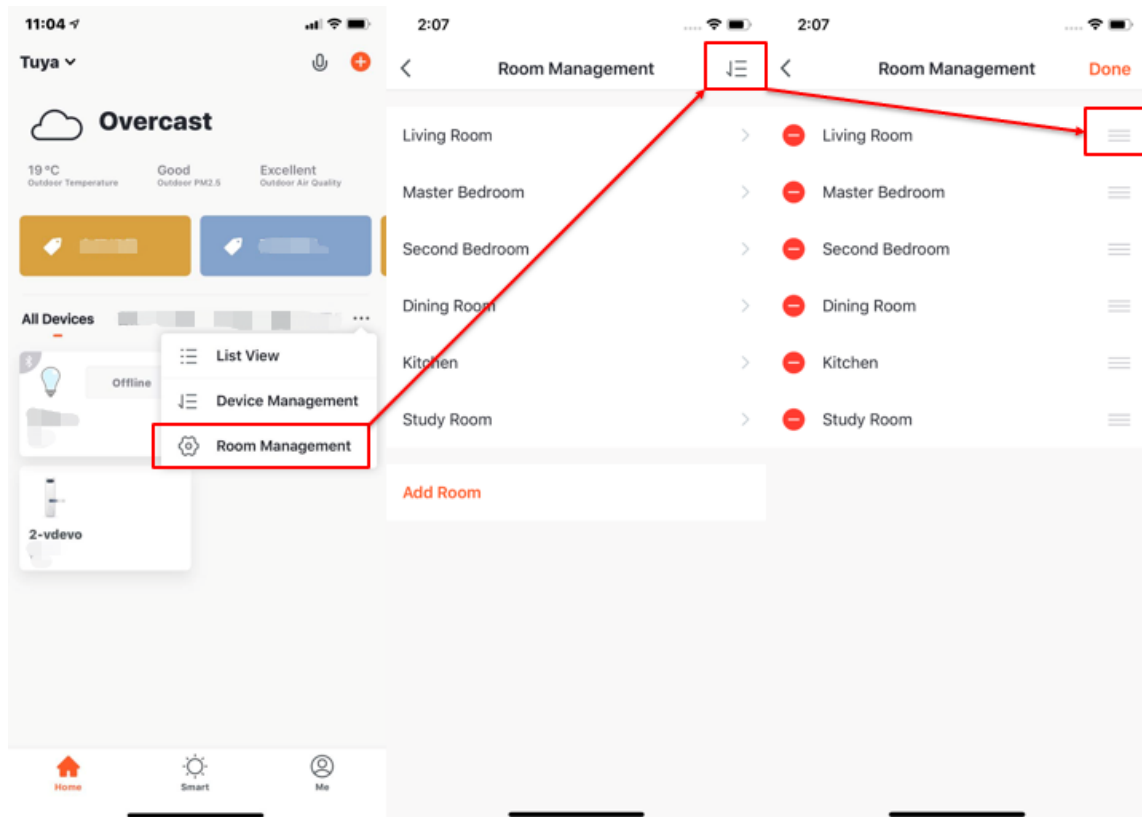 11:04
Tuya
Overcast
19 °C
Outdoor Temperature
Good
Outdoor PM2.5
Excellent
Outdoor Air Quality
All Devices
...
Offline
List View
Device Management
Room Management
2-vdevo
Home
Smart
Me
2:07
Room Management
Living Room
Master Bedroom
Second Bedroom
Dining Room
Kitchen
Study Room
Add Room
2:07
Room Management
Done
Living Room
Master Bedroom
Second Bedroom
Dining Room
Kitchen
Study Room